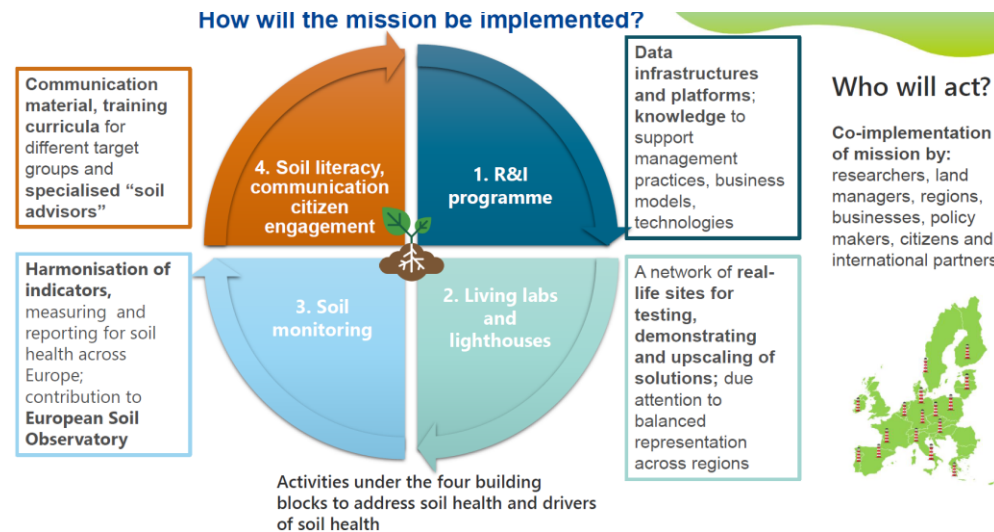 How will the mission be implemented?
Communication
material, training
curricula for
different target
groups and
specialised “soil
advisors”
4. Soil literacy,
communication
citizen
engagement
1. R&I
programme
Data
infrastructures
and platforms;
knowledge to
support
management
practices, business
models,
technologies
Harmonisation of
indicators,
measuring and
reporting for soil
health across
Europe;
contribution to
European Soil
Observatory
3. Soil
monitoring
2. Living labs
and
lighthouses
A network of real-
life sites for
testing,
demonstrating
and upscaling of
solutions; due
attention to
balanced
representation
across regions
Activities under the four building
blocks to address soil health and drivers
of soil health
Who will act?
Co-implementation
of mission by:
researchers, land
managers, regions,
businesses, policy
makers, citizens and
international partners